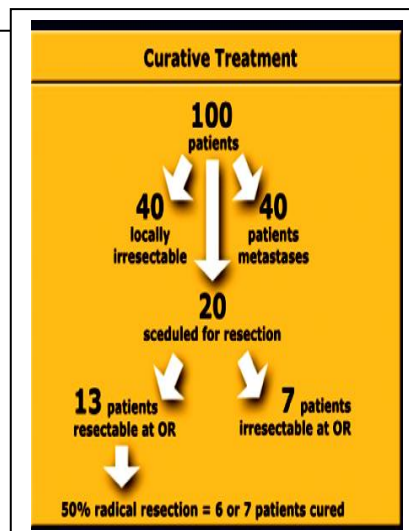 Curative Treatment
100
patients
40
locally
irresectable
40
patients
metastases
20
sceduled for resection
13 patients
resectable at OR
7 patients
irresectable at OR
50% radical resection = 6 or 7 patients cured